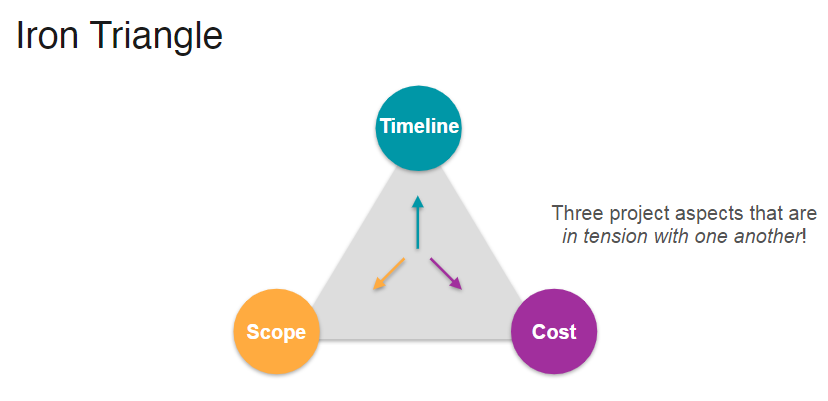 Iron Triangle
Timeline
Three project aspects that are
in tension with one another!
Scope
Cost